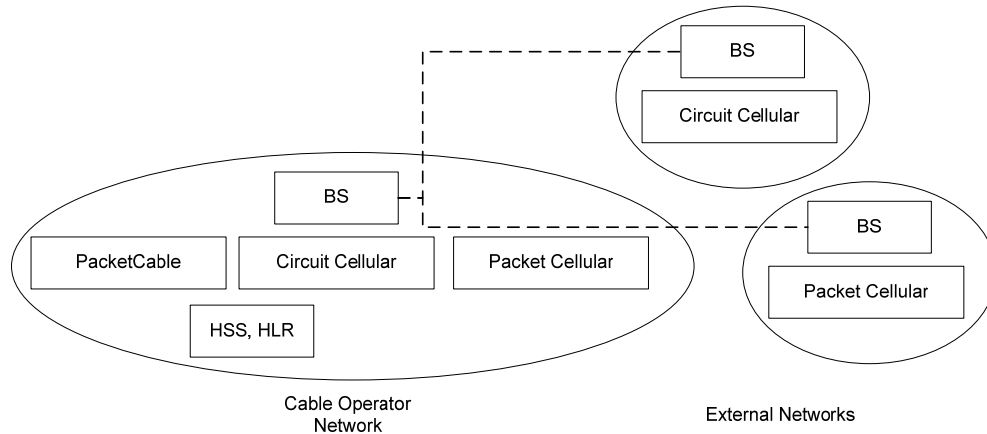 BS
Circuit Cellular
BS
PacketCable
Circuit Cellular
Packet Cellular
HSS, HLR
BS
Packet Cellular
Cable Operator
Network
External Networks